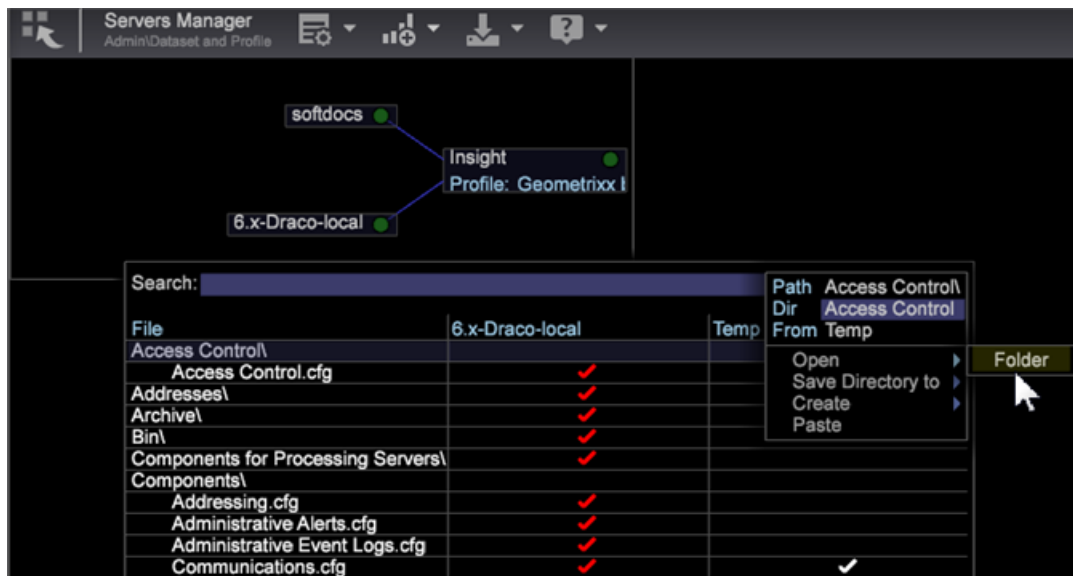 Servers Manager
Admin\Dataset and Profile
softdocs
Insight
Profile: Geometrixx
6.x-Draco-local
Search:
Path Access Control\
Dir Access Control
From Temp
File 6.x-Draco-local Temp
Access Control\
Open
Folder
Access Control.cfg
Save Directory to
Addresses\
Create
Archive\
Paste
Bin\
Components for Processing Servers\
Components\
Addressing.cfg
Administrative Alerts.cfg
Administrative Event Logs.cfg
Communications.cfg